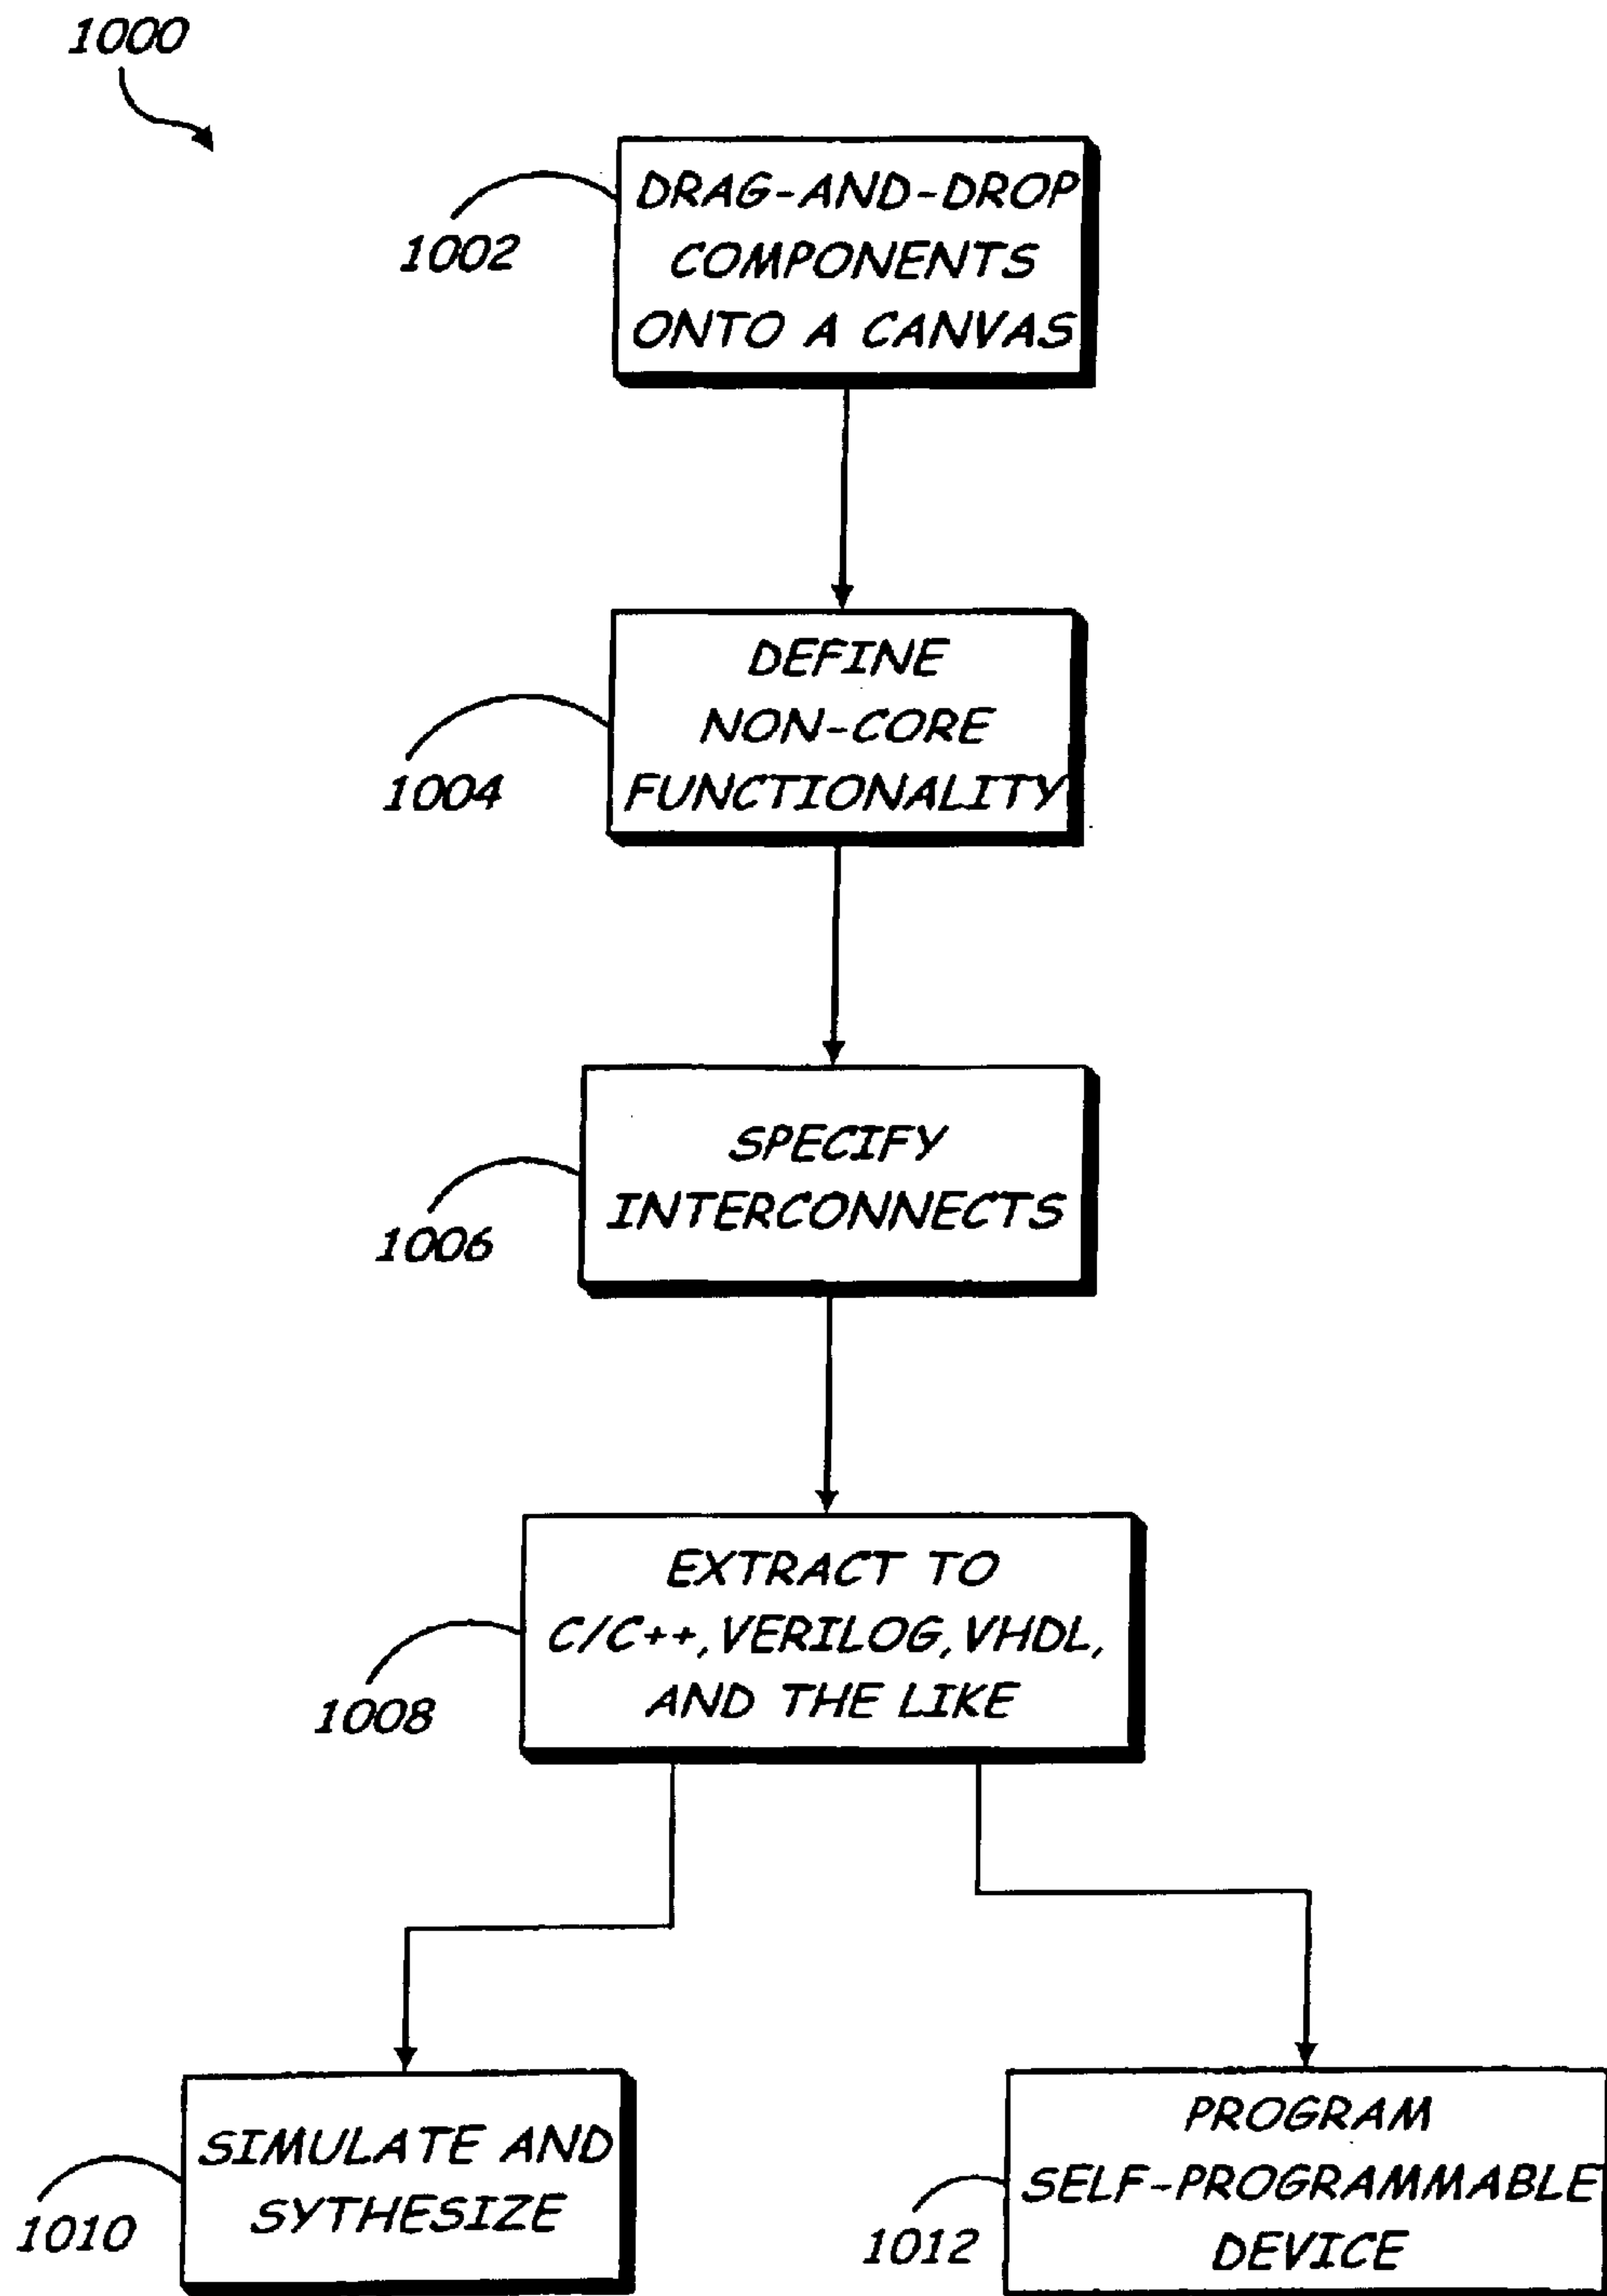 1000
DRAG-AND-DROP
COMPONENTS
ONTO A CANVAS
1002
DEFINE
NON-CORE
FUNCTIONALITY
1004
SPECIFY
INTERCONNECTS
1006
EXTRACT TO
C/C++, VERILOG, VHDL,
AND THE LIKE
1008
SIMULATE AND
SYTHESIZE
1010
PROGRAM
SELF-PROGRAMMABLE
DEVICE
1012